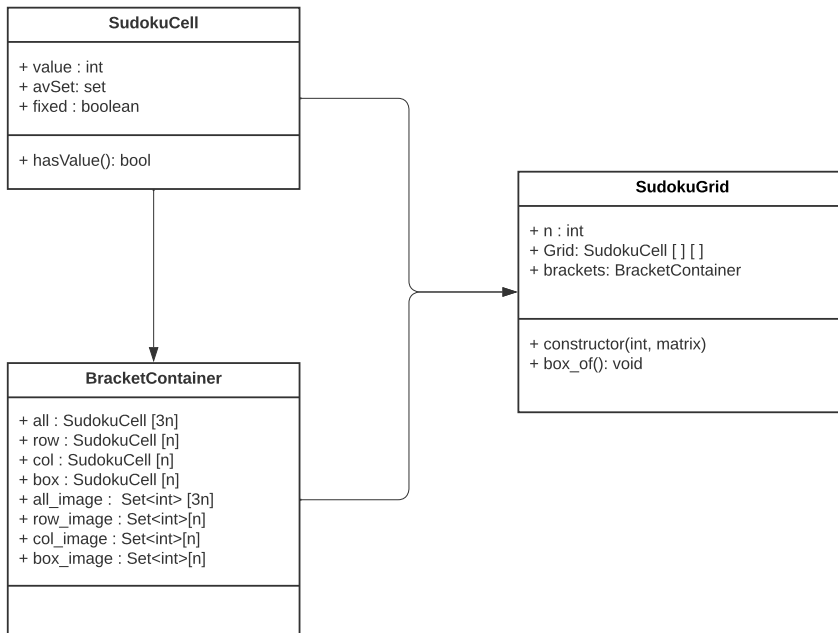 SudokuCell
+ value : int
+ avSet: set
+ fixed : boolean
+ hasValue(): bool
SudokuGrid
+ n : int
+ Grid: SudokuCell [ ] [ ]
+ brackets: BracketContainer
+ constructor(int, matrix)
+ box_of(): void
BracketContainer
+ all : SudokuCell [3n]
+ row : SudokuCell [n]
+ col : SudokuCell [n]
+ box : SudokuCell [n]
+ all_image :  Set<int> [3n]
+ row_image : Set<int>[n]
+ col_image : Set<int>[n]
+ box_image : Set<int>[n]